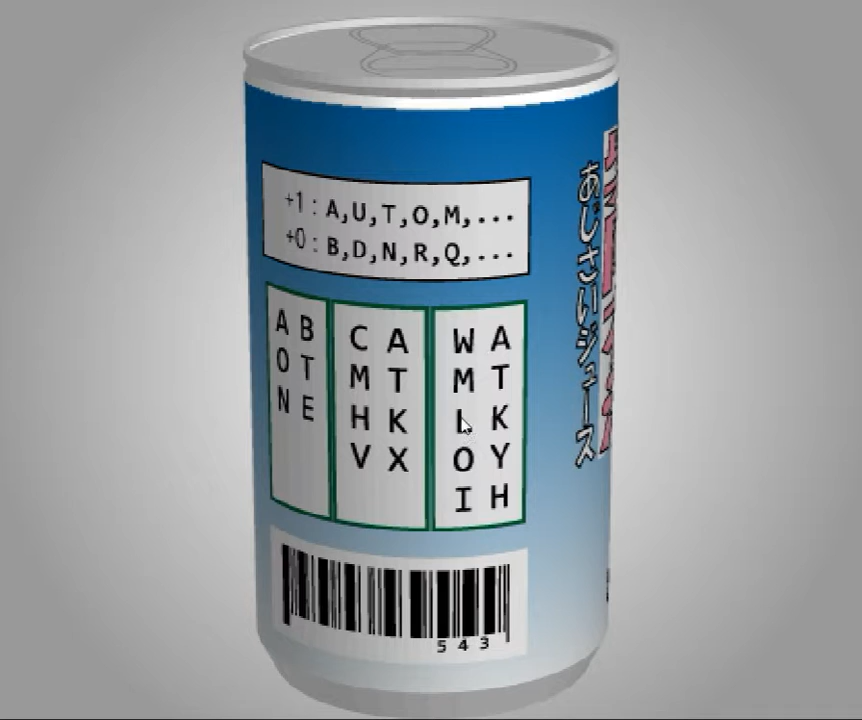 +1 : A,U,T,O,M,...
+0 : B,D,N,R,Q,...
A B
O T
N E
C A
M T
H K
V X
W A
M T
L K
O Y
I H
5 4 3
あじさいジュース